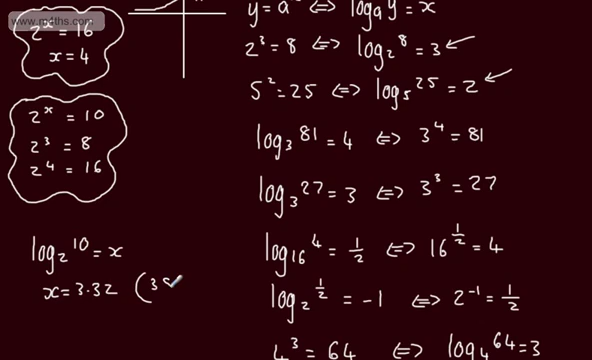 www.m4ths.com
2^x = 16
x = 4
2^x = 10
2^3 = 8
2^4 = 16
log_2 10 = x
x = 3.32 (3 S
y = a ⇔ log_a y = x
2^3 = 8 ⇔ log_2 8 = 3
5^2 = 25 ⇔ log_5 25 = 2
log_3 81 = 4 ⇔ 3^4 = 81
log_3 27 = 3 ⇔ 3^3 = 27
log_16 4 = 1/2 ⇔ 16^1/2 = 4
log_2 1/2 = -1 ⇔ 2^-1 = 1/2
4^3 = 64 ⇔ log_4 64 = 3